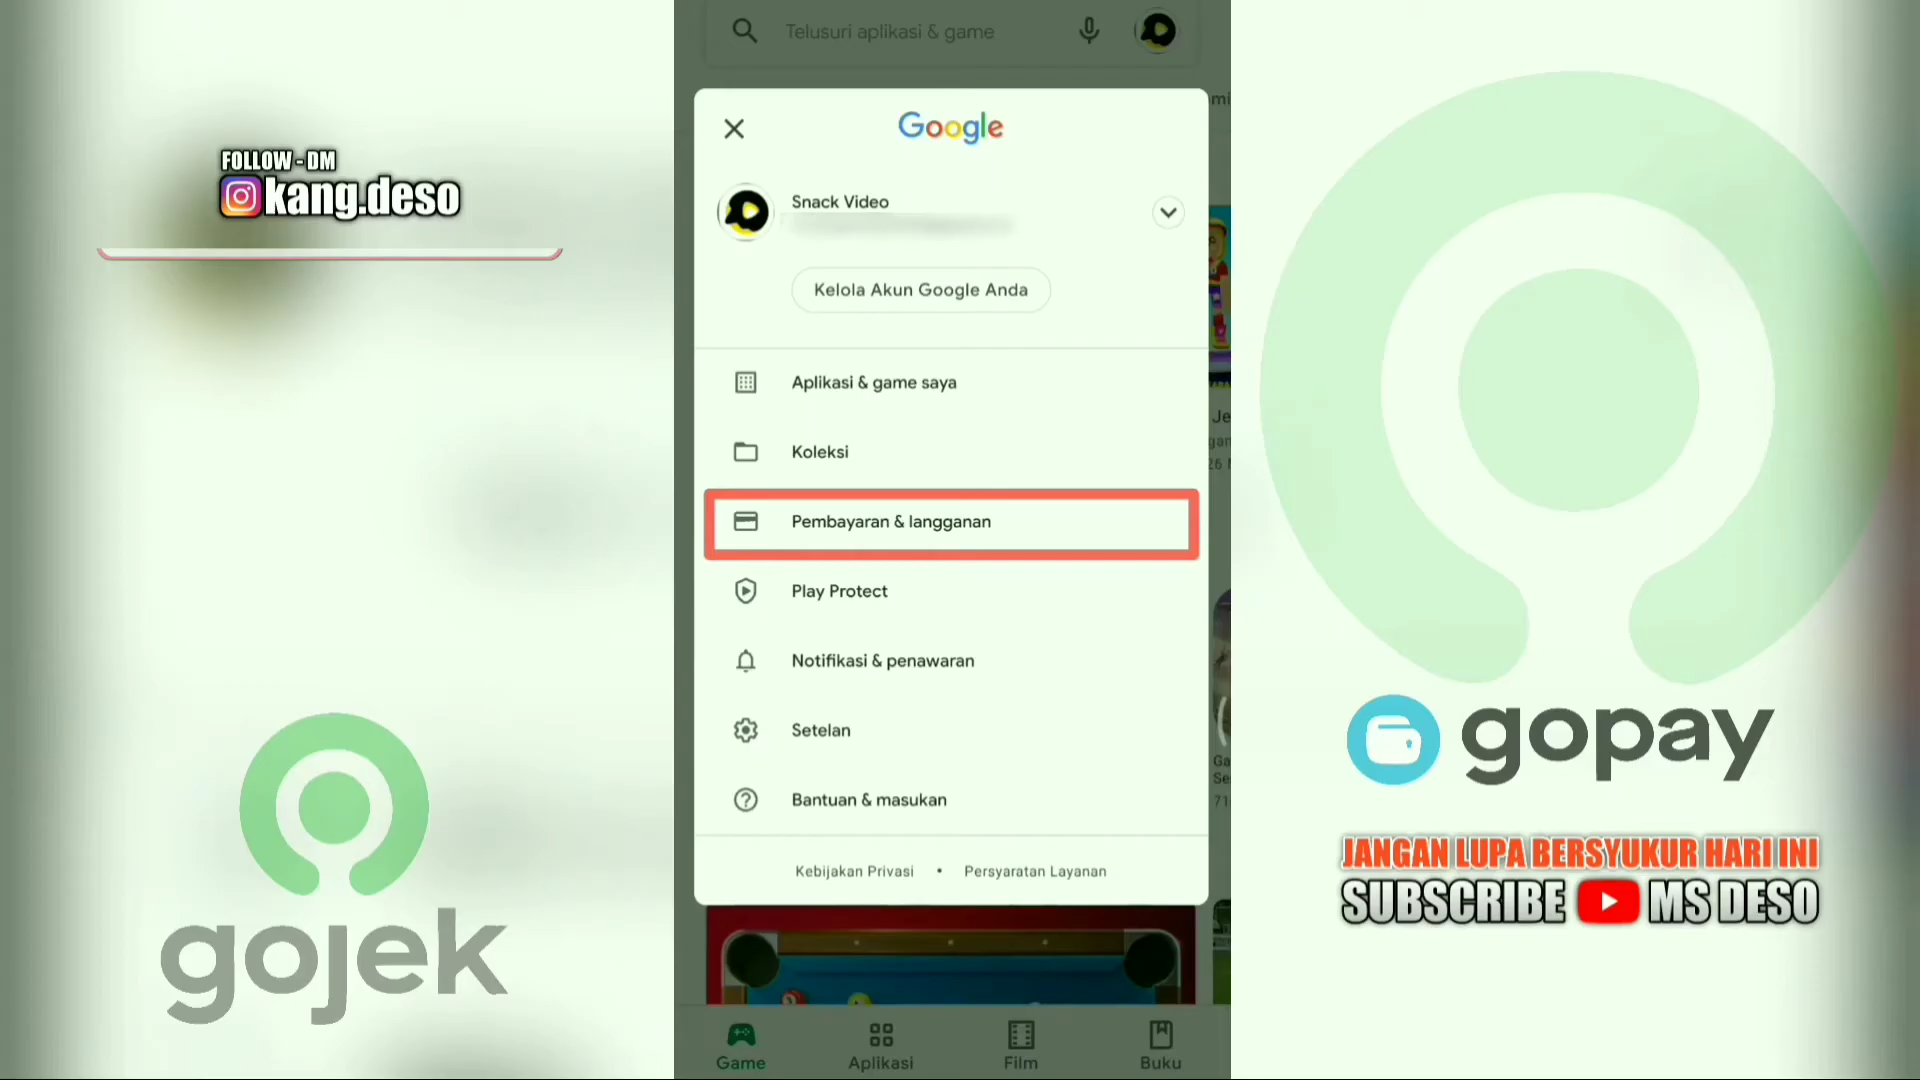 FOLLOW - DM
kang.deso
gojek
Telusuri aplikasi & game
Google
Snack Video
Kelola Akun Google Anda
Aplikasi & game saya
Koleksi
Pembayaran & langganan
Play Protect
Notifikasi & penawaran
Setelan
Bantuan & masukan
Kebijakan Privasi • Persyaratan Layanan
Game Aplikasi Film Buku
gopay
JANGAN LUPA BERSYUKUR HARI INI
SUBSCRIBE MS DESO